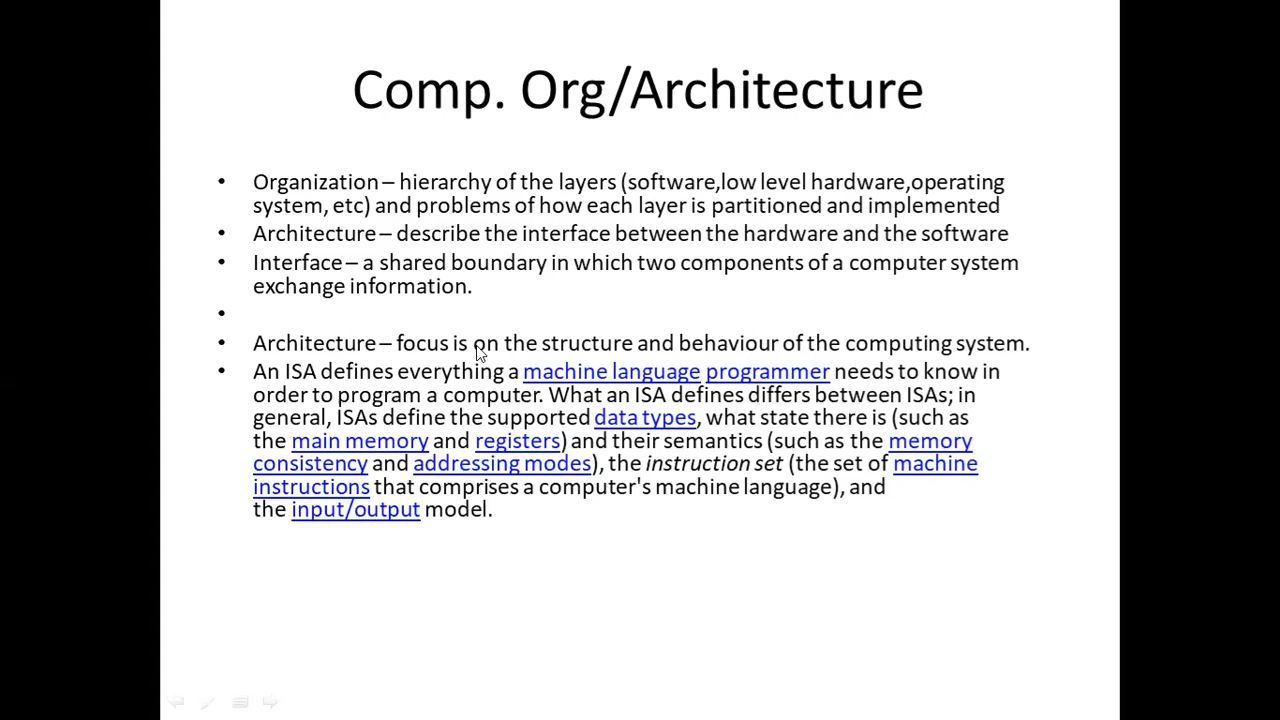 Comp. Org/Architecture
• Organization – hierarchy of the layers (software,low level hardware,operating
system, etc) and problems of how each layer is partitioned and implemented
• Architecture – describe the interface between the hardware and the software
• Interface – a shared boundary in which two components of a computer system
exchange information.
•
• Architecture – focus is on the structure and behaviour of the computing system.
• An ISA defines everything a machine language programmer needs to know in
order to program a computer. What an ISA defines differs between ISAs; in
general, ISAs define the supported data types, what state there is (such as
the main memory and registers) and their semantics (such as the memory
consistency and addressing modes), the instruction set (the set of machine
instructions that comprises a computer's machine language), and
the input/output model.